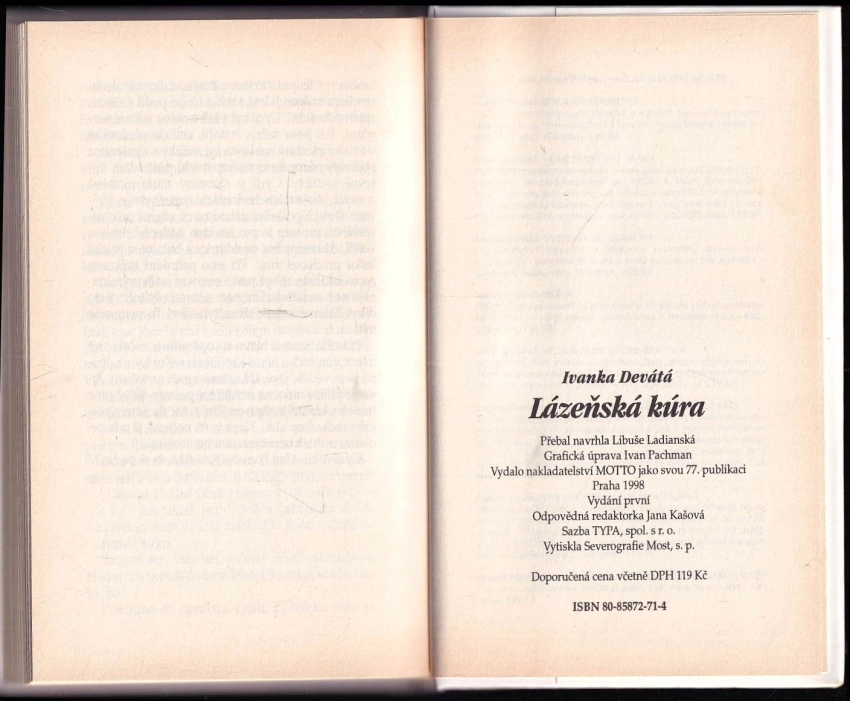 Ivanka Devátá
Lázeňská kúra
Přebal navrhla Libuše Ladianská
Grafická úprava Ivan Pachman
Vydalo nakladatelství MOTTO jako svou 77. publikaci
Praha 1998
Vydání první
Odpovědná redaktorka Jana Kašová
Sazba TYPA, spol. s r. o.
Vytiskla Severografie Most, s. p.
Doporučená cena včetně DPH 119 Kč
ISBN 80-85872-71-4